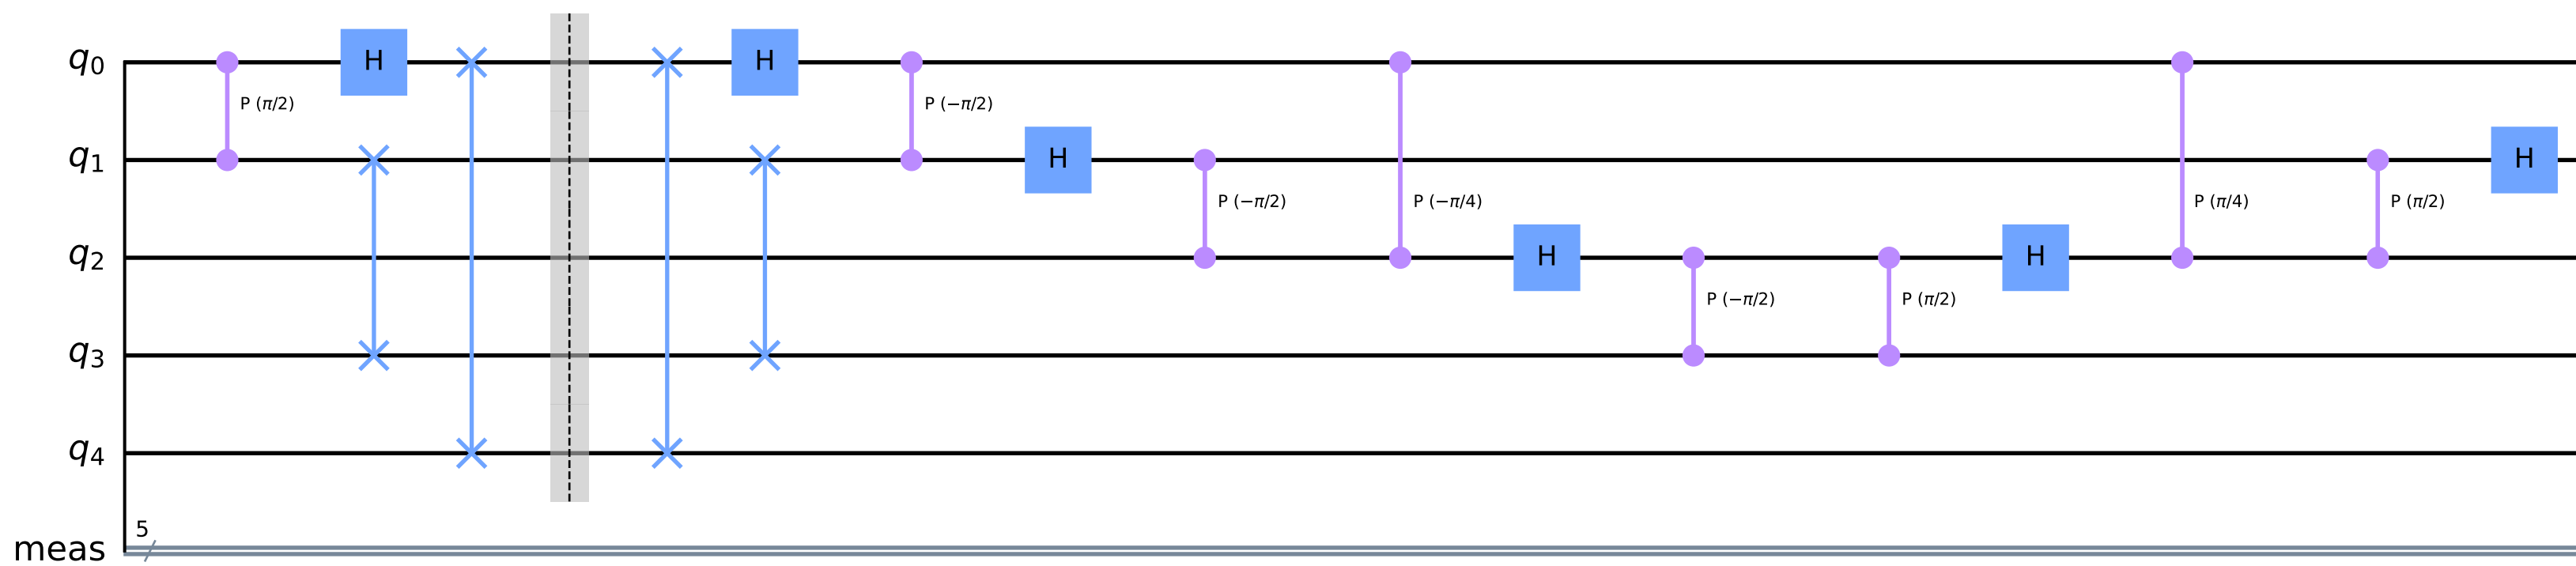 q0 H H
P (π/2) P (−π/2)
q1 H H
P (−π/2) P (−π/4) P (π/4) P (π/2)
q2 H H
P (−π/2) P (π/2)
q3
q4
5
meas